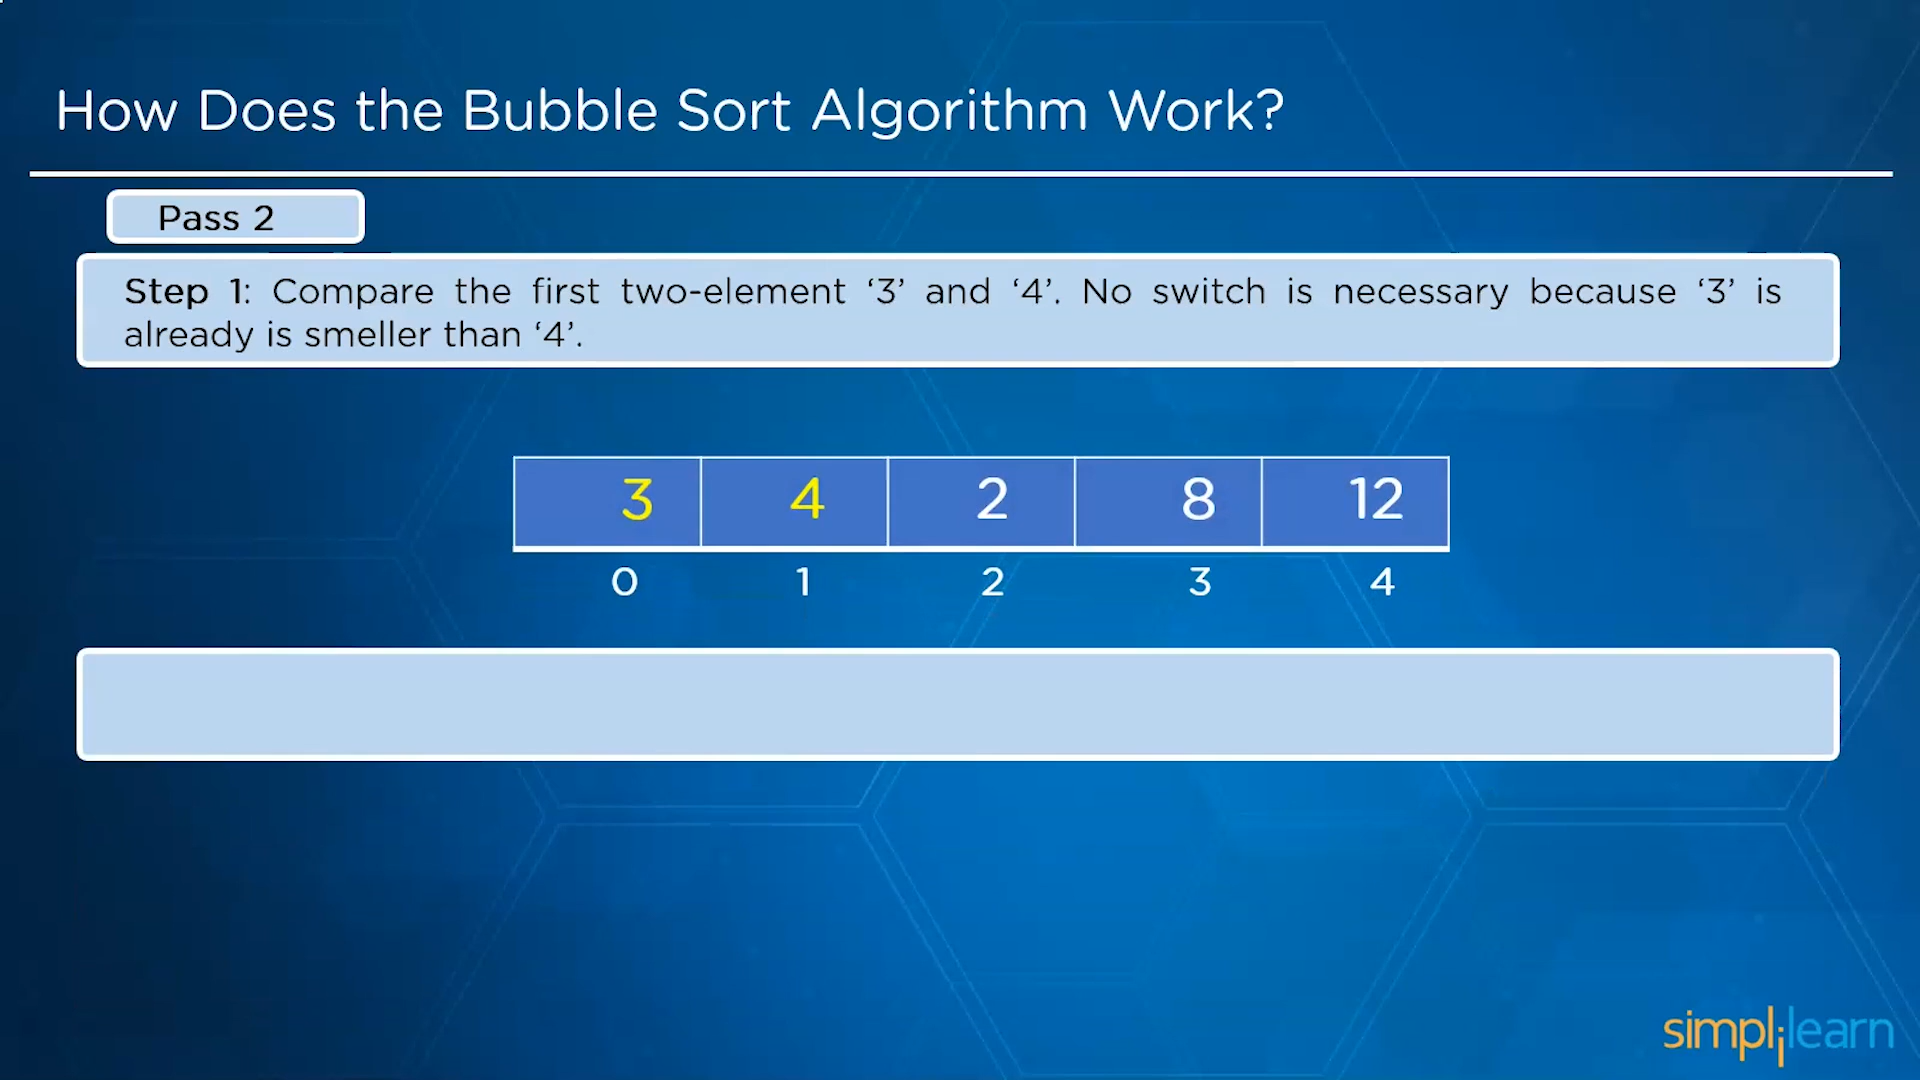 How Does the Bubble Sort Algorithm Work?
Pass 2
Step 1: Compare the first two-element ‘3’ and ‘4’. No switch is necessary because ‘3’ is
already is smeller than ‘4’.
3 4 2 8 12
0 1 2 3 4
simplilearn